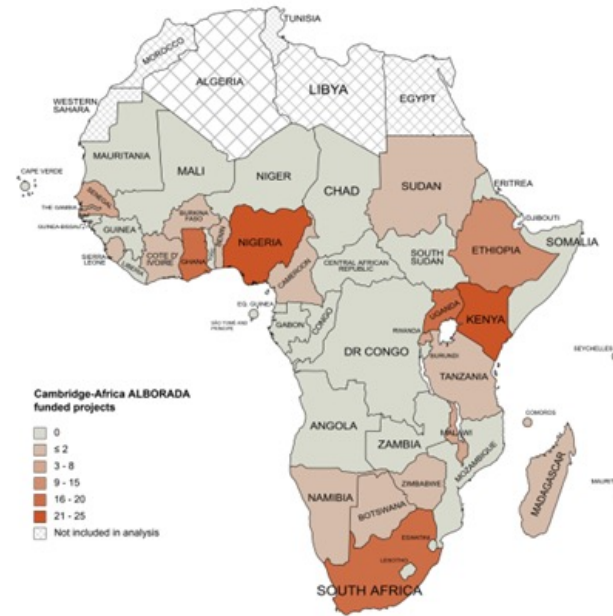 TUNISIA
MOROCCO
ALGERIA
LIBYA
EGYPT
WESTERN
SAHARA
MAURITANIA
MALI
NIGER
CHAD
SUDAN
ERITREA
CAPE VERDE
SENEGAL
THE GAMBIA
GUINEA-BISSAU
GUINEA
SIERRA
LEONE
LIBERIA
COTE D'
IVOIRE
BURKINA
FASO
GHANA
TOGO
BENIN
NIGERIA
CAMEROON
CENTRAL AFRICAN
REPUBLIC
SOUTH
SUDAN
ETHIOPIA
DJIBOUTI
SOMALIA
EQ. GUINEA
SÃO TOMÉ AND
PRINCIPE
GABON
CONGO
DR CONGO
UGANDA
KENYA
RWANDA
BURUNDI
TANZANIA
SEYCHELLES
COMOROS
ANGOLA
ZAMBIA
MALAWI
MOZAMBIQUE
ZIMBABWE
MADAGASCAR
MAURIT
NAMIBIA
BOTSWANA
ESWATINI
LESOTHO
SOUTH AFRICA
Cambridge-Africa ALBORADA
funded projects
0
≤ 2
3 - 8
9 - 15
16 - 20
21 - 25
Not included in analysis